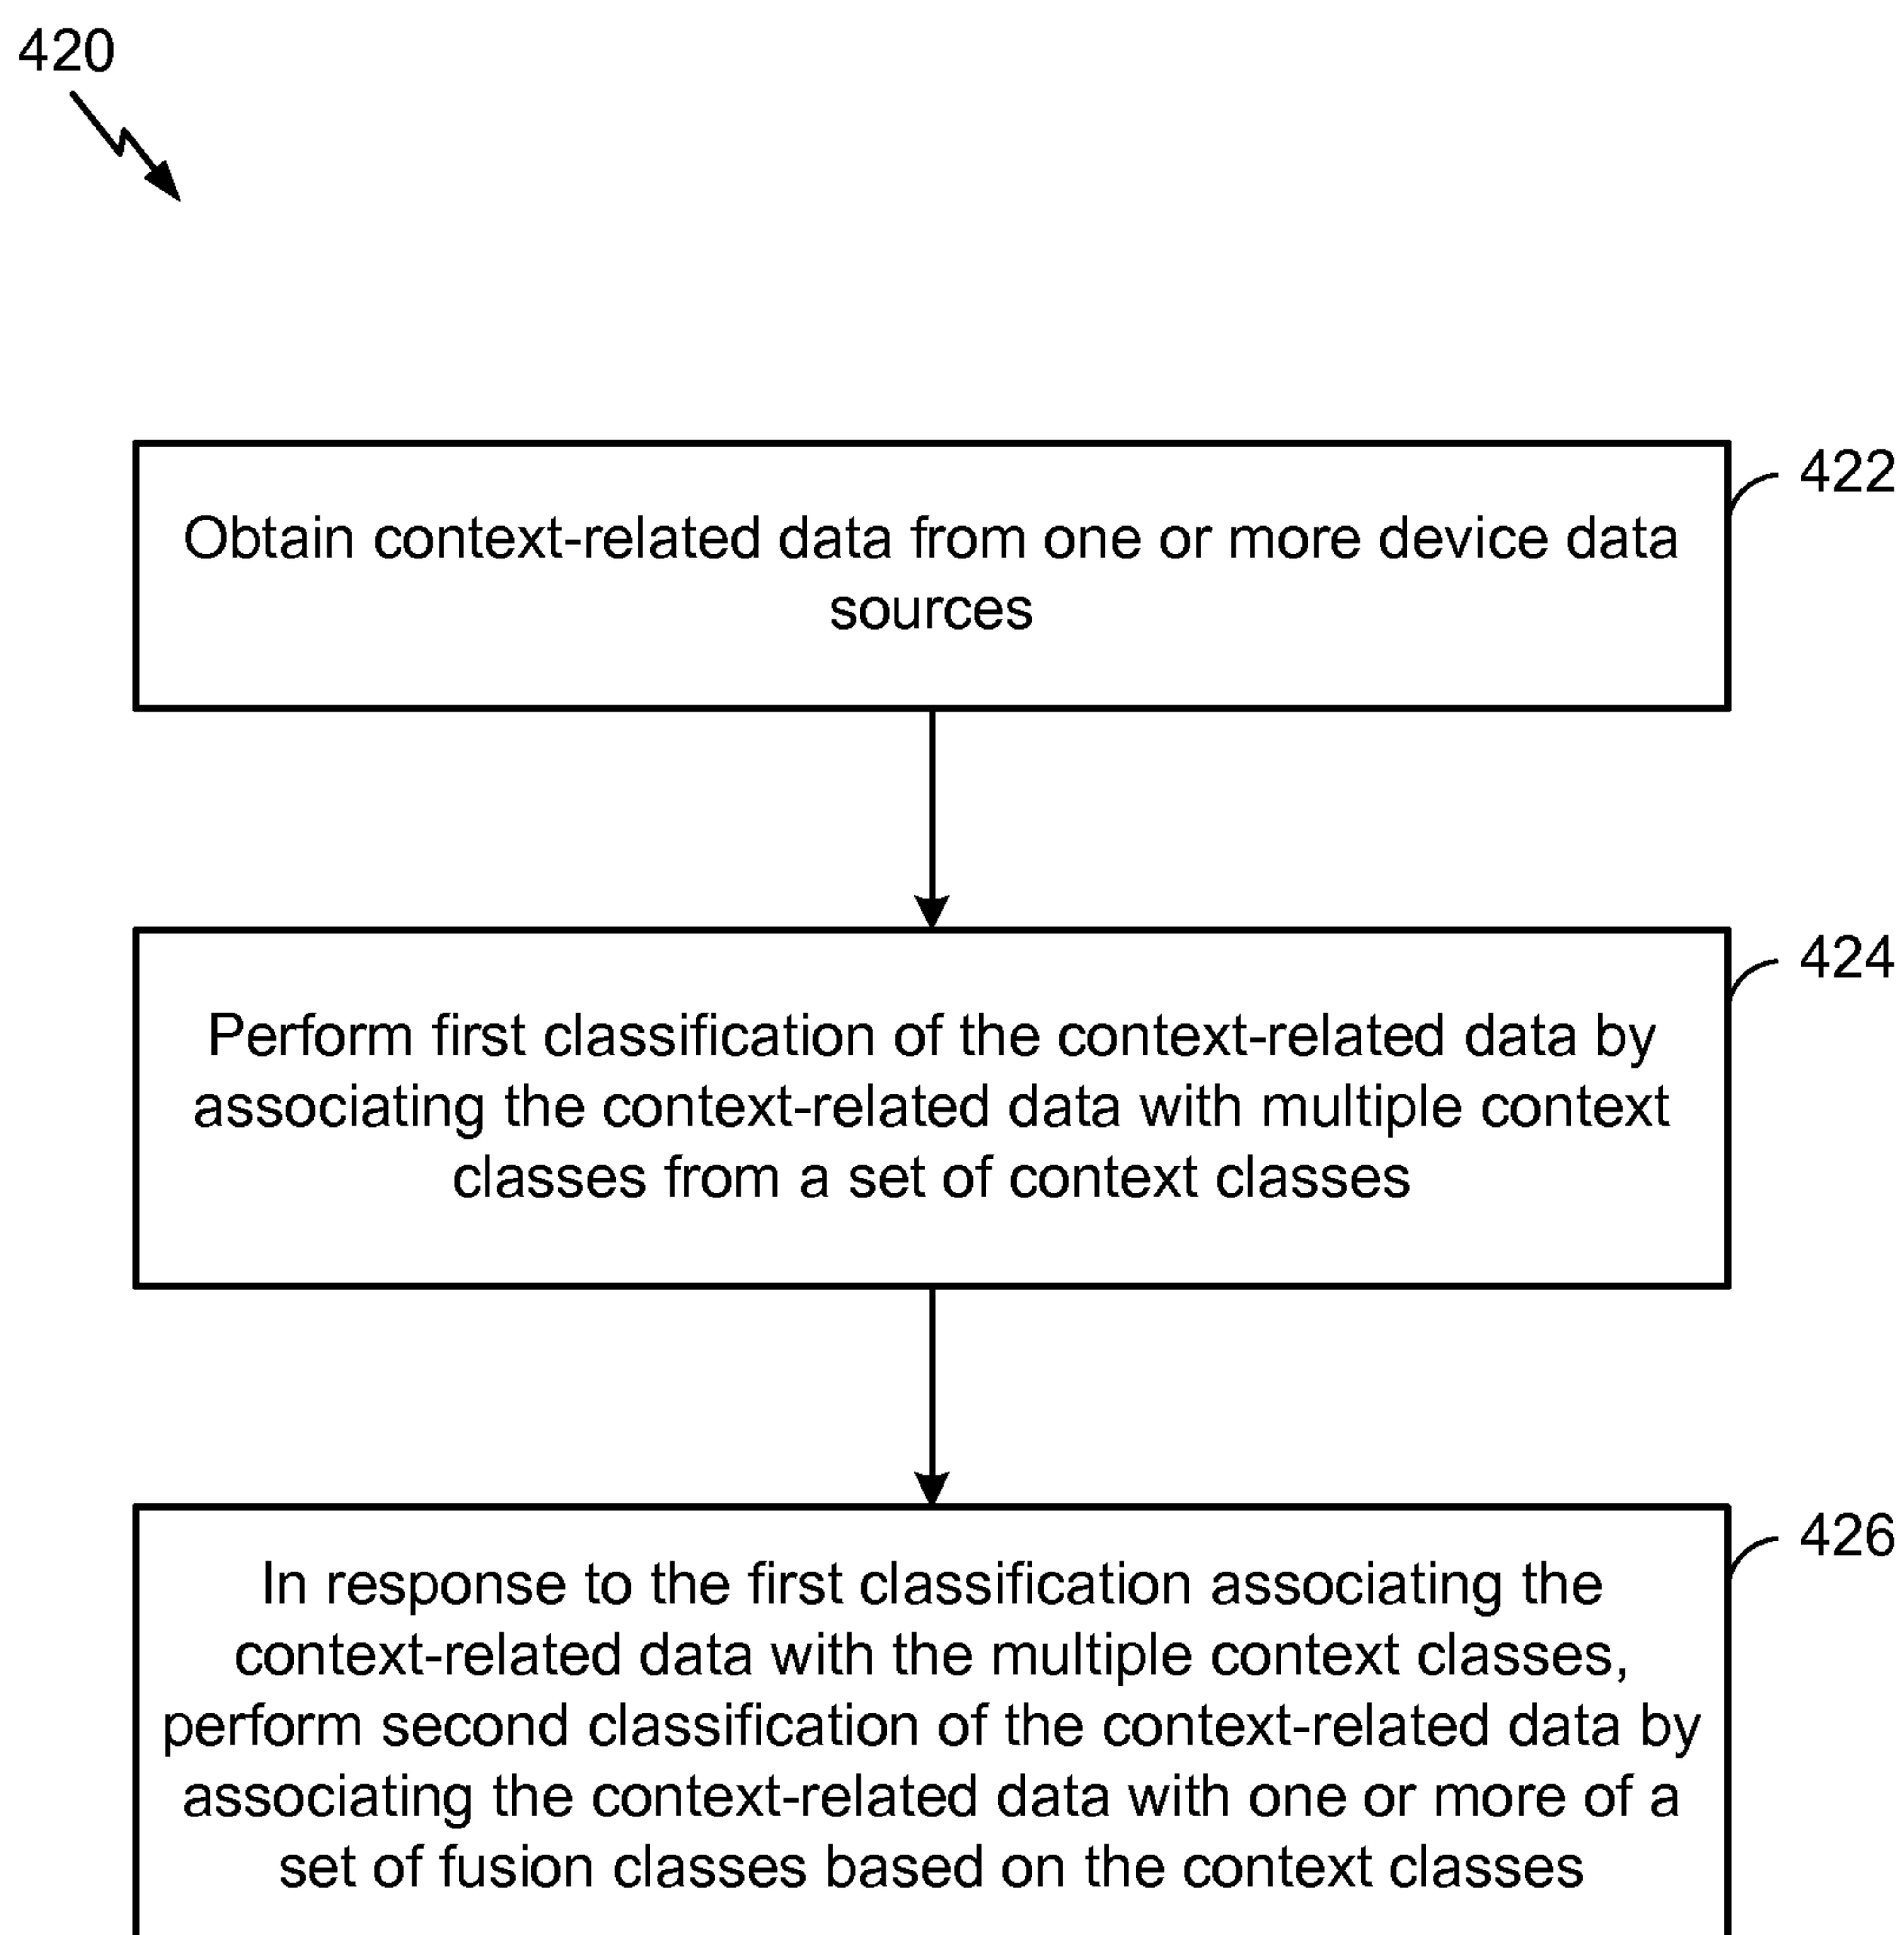 420
422
Obtain context-related data from one or more device data
sources
424
Perform first classification of the context-related data by
associating the context-related data with multiple context
classes from a set of context classes
426
In response to the first classification associating the
context-related data with the multiple context classes,
perform second classification of the context-related data by
associating the context-related data with one or more of a
set of fusion classes based on the context classes